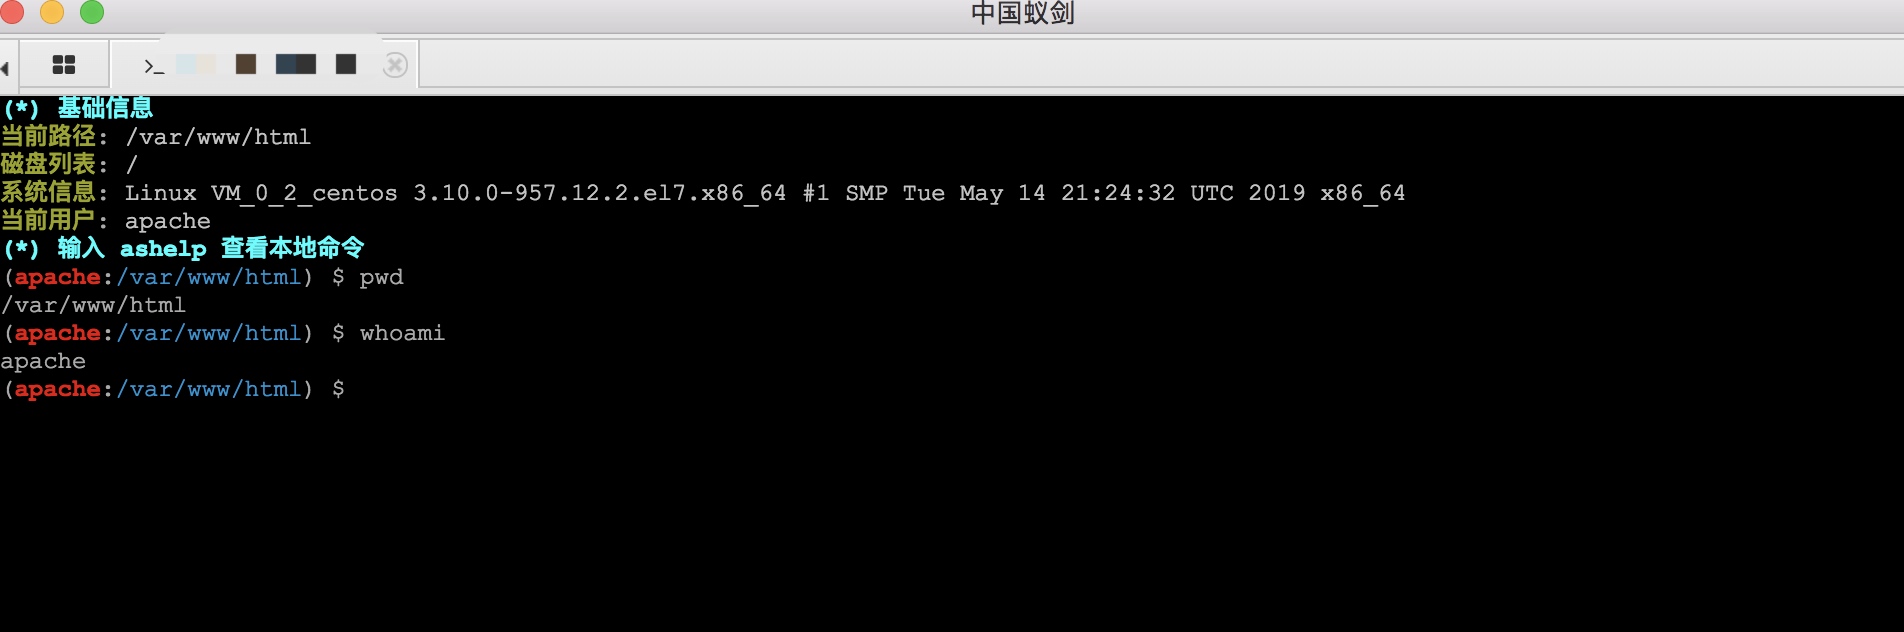 中国蚁剑
>_
(*) 基础信息
当前路径: /var/www/html
磁盘列表: /
系统信息: Linux VM_0_2_centos 3.10.0-957.12.2.el7.x86_64 #1 SMP Tue May 14 21:24:32 UTC 2019 x86_64
当前用户: apache
(*) 输入 ashelp 查看本地命令
(apache:/var/www/html) $ pwd
/var/www/html
(apache:/var/www/html) $ whoami
apache
(apache:/var/www/html) $